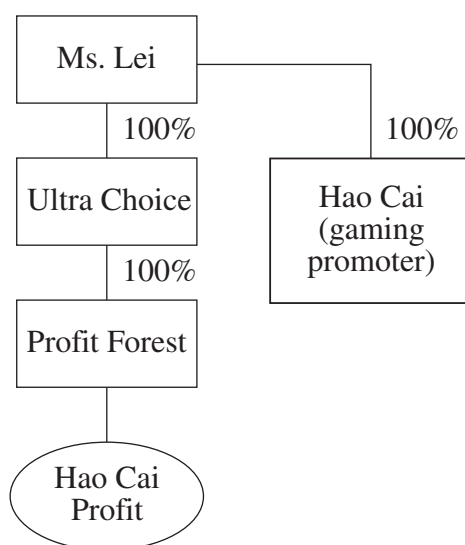 Ms. Lei
100%
100%
Ultra Choice
Hao Cai
(gaming
promoter)
100%
Profit Forest
Hao Cai
Profit